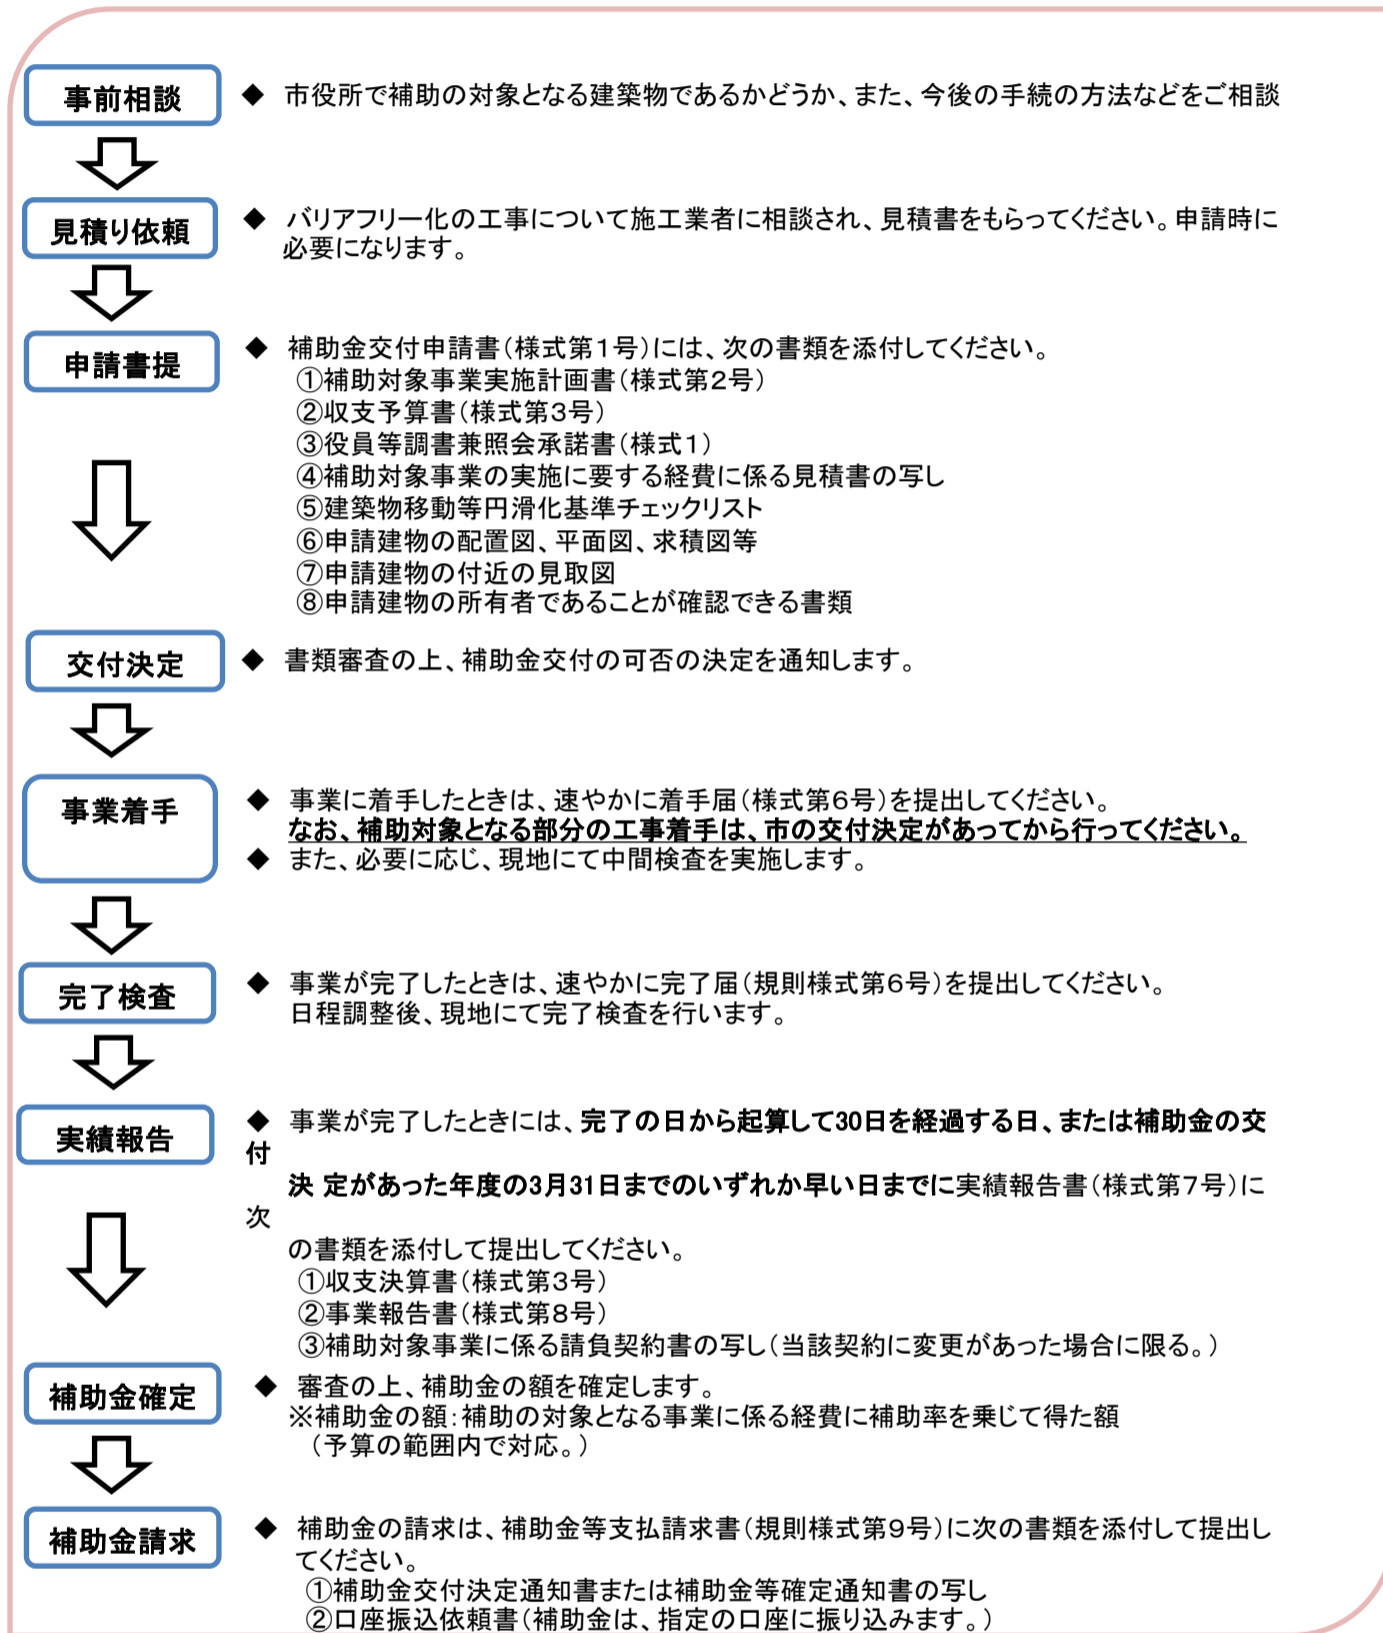 事前相談
◆ 市役所で補助の対象となる建築物であるかどうか、また、今後の手続の方法などをご相談
見積り依頼
◆ バリアフリー化の工事について施工業者に相談され、見積書をもらってください。申請時に
必要になります。
申請書提
◆ 補助金交付申請書(様式第1号)には、次の書類を添付してください。
①補助対象事業実施計画書(様式第2号)
②収支予算書(様式第3号)
③役員等調書兼照会承諾書(様式1)
④補助対象事業の実施に要する経費に係る見積書の写し
⑤建築物移動等円滑化基準チェックリスト
⑥申請建物の配置図、平面図、求積図等
⑦申請建物の付近の見取図
⑧申請建物の所有者であることが確認できる書類
交付決定
◆ 書類審査の上、補助金交付の可否の決定を通知します。
事業着手
◆ 事業に着手したときは、速やかに着手届(様式第6号)を提出してください。
なお、補助対象となる部分の工事着手は、市の交付決定があってから行ってください。
◆ また、必要に応じ、現地にて中間検査を実施します。
完了検査
◆ 事業が完了したときは、速やかに完了届(規則様式第6号)を提出してください。
日程調整後、現地にて完了検査を行います。
実績報告
◆ 事業が完了したときには、完了の日から起算して30日を経過する日、または補助金の交
付
決 定があった年度の3月31日までのいずれか早い日までに実績報告書(様式第7号)に
次
の書類を添付して提出してください。
①収支決算書(様式第3号)
②事業報告書(様式第8号)
③補助対象事業に係る請負契約書の写し(当該契約に変更があった場合に限る。)
補助金確定
◆ 審査の上、補助金の額を確定します。
※補助金の額:補助の対象となる事業に係る経費に補助率を乗じて得た額
(予算の範囲内で対応。)
補助金請求
◆ 補助金の請求は、補助金等支払請求書(規則様式第9号)に次の書類を添付して提出し
てください。
①補助金交付決定通知書または補助金等確定通知書の写し
②口座振込依頼書(補助金は、指定の口座に振り込みます。)